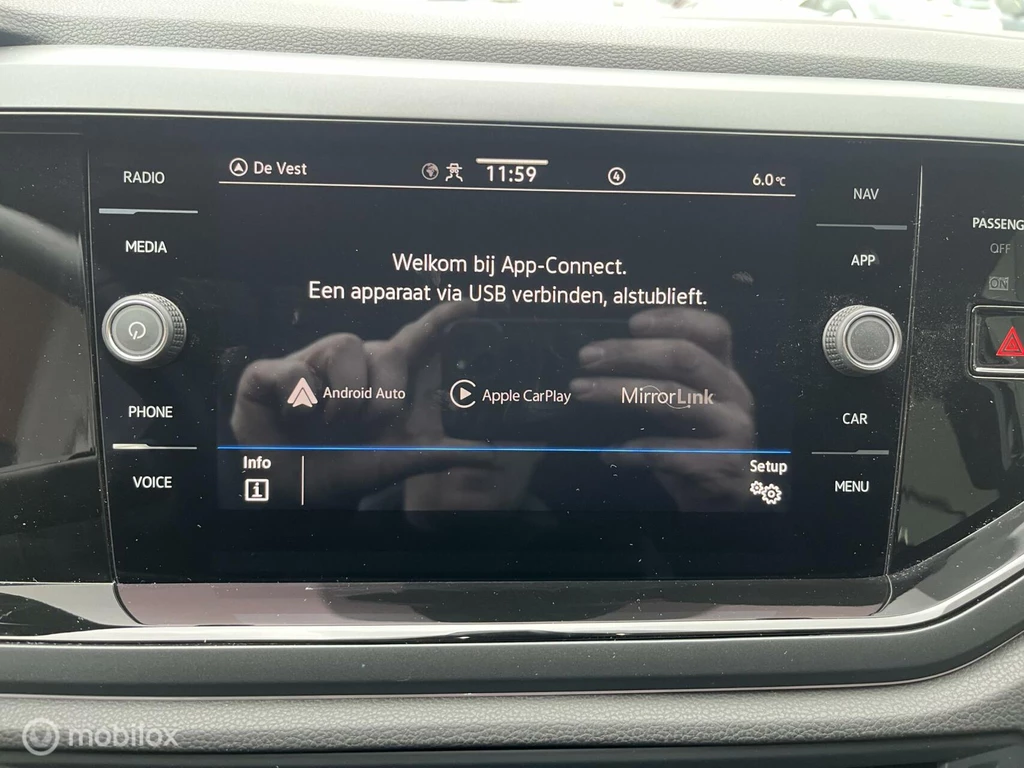 RADIO
MEDIA
PHONE
VOICE
De Vest
11:59
4
6.0°C
Welkom bij App-Connect.
Een apparaat via USB verbinden, alstublieft.
Android Auto
Apple CarPlay
MirrorLink
Info
i
Setup
NAV
APP
CAR
MENU
PASSENG
OFF
ON
mobilox